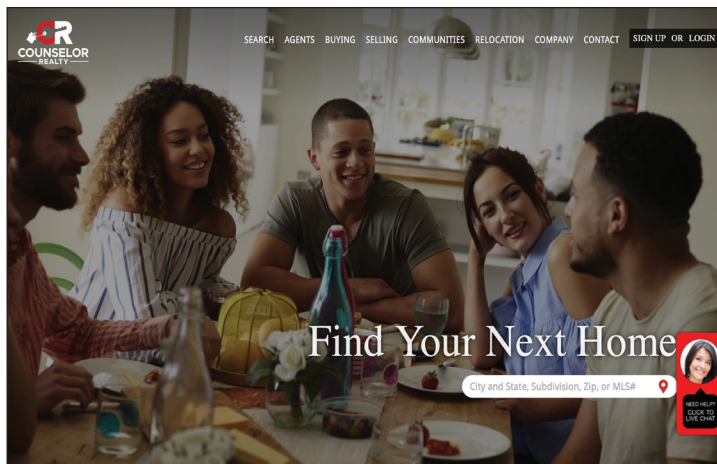 CR
COUNSELOR
REALTY
SEARCH AGENTS BUYING SELLING COMMUNITIES RELOCATION COMPANY CONTACT SIGN UP OR LOGIN
Find Your Next Home
City and State, Subdivision, Zip, or MLS#
NEED HELP?
CLICK TO
LIVE CHAT